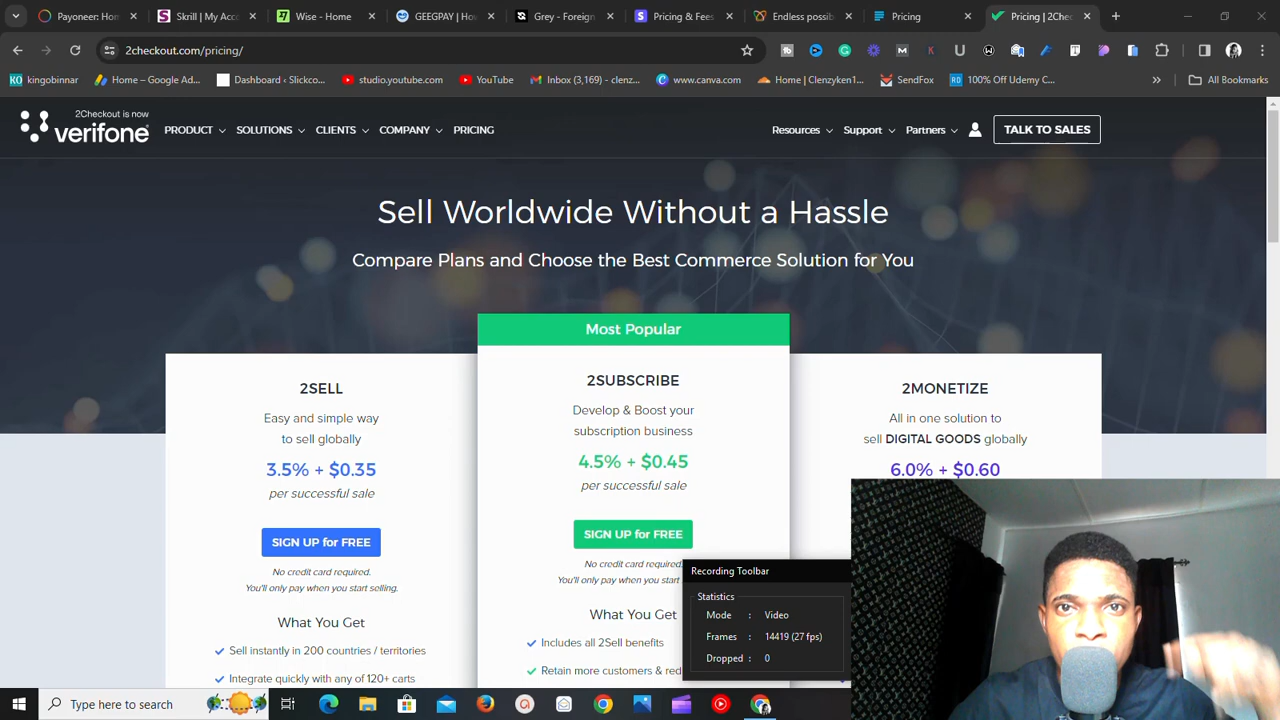 Payoneer: Hom
Skrill | My Acco
Wise - Home
GEEGPAY | Ho
Grey - Foreign
Pricing & Fees
Endless possib
Pricing
Pricing | 2Chec
2checkout.com/pricing/
kingobinnar
Home – Google Ad...
Dashboard ‹ Slickco...
studio.youtube.com
YouTube
Inbox (3,169) - clenz...
www.canva.com
Home | Clenzyken1...
SendFox
100% Off Udemy C...
All Bookmarks
2Checkout is now
verifone
PRODUCT
SOLUTIONS
CLIENTS
COMPANY
PRICING
Resources
Support
Partners
TALK TO SALES
Sell Worldwide Without a Hassle
Compare Plans and Choose the Best Commerce Solution for You
Most Popular
2SELL
Easy and simple way
to sell globally
3.5% + $0.35
per successful sale
SIGN UP for FREE
No credit card required.
You'll only pay when you start selling.
What You Get
Sell instantly in 200 countries / territories
Integrate quickly with any of 120+ carts
2SUBSCRIBE
Develop & Boost your
subscription business
4.5% + $0.45
per successful sale
SIGN UP for FREE
No credit card required.
You'll only pay when you start
What You Get
Includes all 2Sell benefits
Retain more customers & red
2MONETIZE
All in one solution to
sell DIGITAL GOODS globally
6.0% + $0.60
Recording Toolbar
Statistics
Mode : Video
Frames : 14419 (27 fps)
Dropped : 0
Type here to search